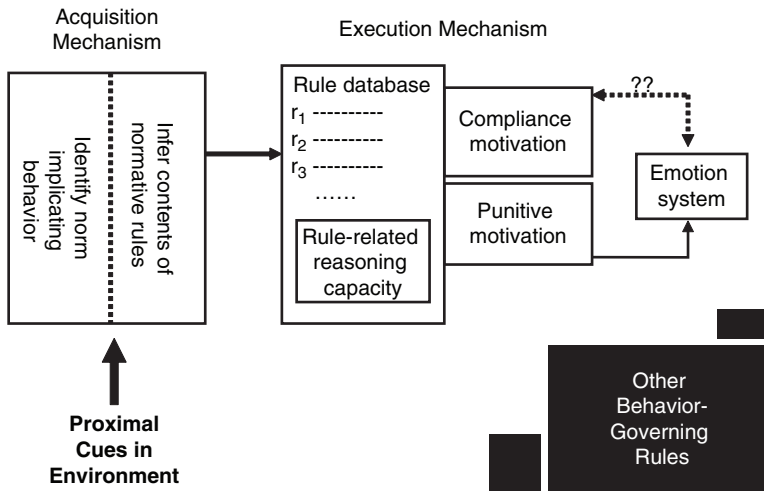 Acquisition
Mechanism
Execution Mechanism
Identify norm
implicating
behavior
Infer contents of
normative rules
Rule database
r1 ----------
r2 ----------
r3 ----------
......
Rule-related
reasoning
capacity
Compliance
motivation
Punitive
motivation
??
Emotion
system
Proximal
Cues in
Environment
Other
Behavior-
Governing
Rules